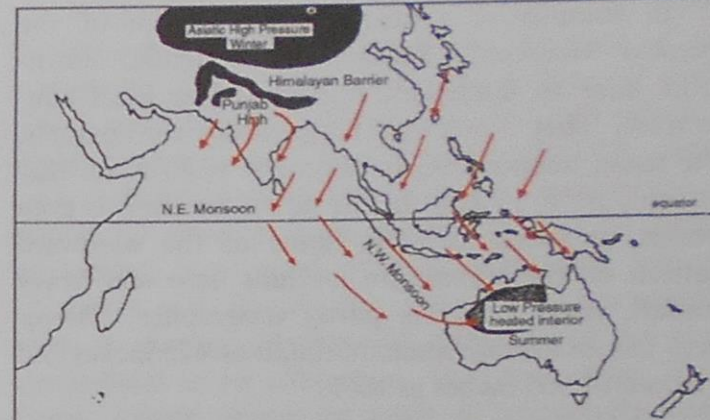 Asiatic High Pressure
Winter
Himalayan Barrier
Punjab
High
N.E. Monsoon
equator
N.W. Monsoon
Low Pressure
heated interior
Summer